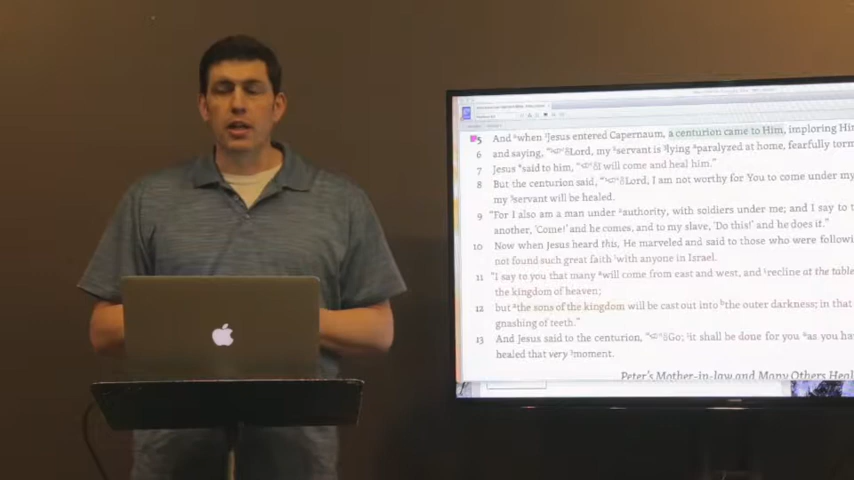 5 And when Jesus entered Capernaum, a centurion came to Him, imploring Him
6 and saying, "Lord, my servant is lying paralyzed at home, fearfully torm
7 Jesus said to him, "I will come and heal him."
8 But the centurion said, "Lord, I am not worthy for You to come under my
my servant will be healed.
9 "For I also am a man under authority, with soldiers under me; and I say to t
another, 'Come!' and he comes, and to my slave, 'Do this!' and he does it."
10 Now when Jesus heard this, He marveled and said to those who were followi
not found such great faith with anyone in Israel.
11 "I say to you that many will come from east and west, and recline at the table
the kingdom of heaven;
12 but the sons of the kingdom will be cast out into the outer darkness; in that
gnashing of teeth."
13 And Jesus said to the centurion, "Go; it shall be done for you as you hav
healed that very moment.
Peter's Mother-in-law and Many Others Heal